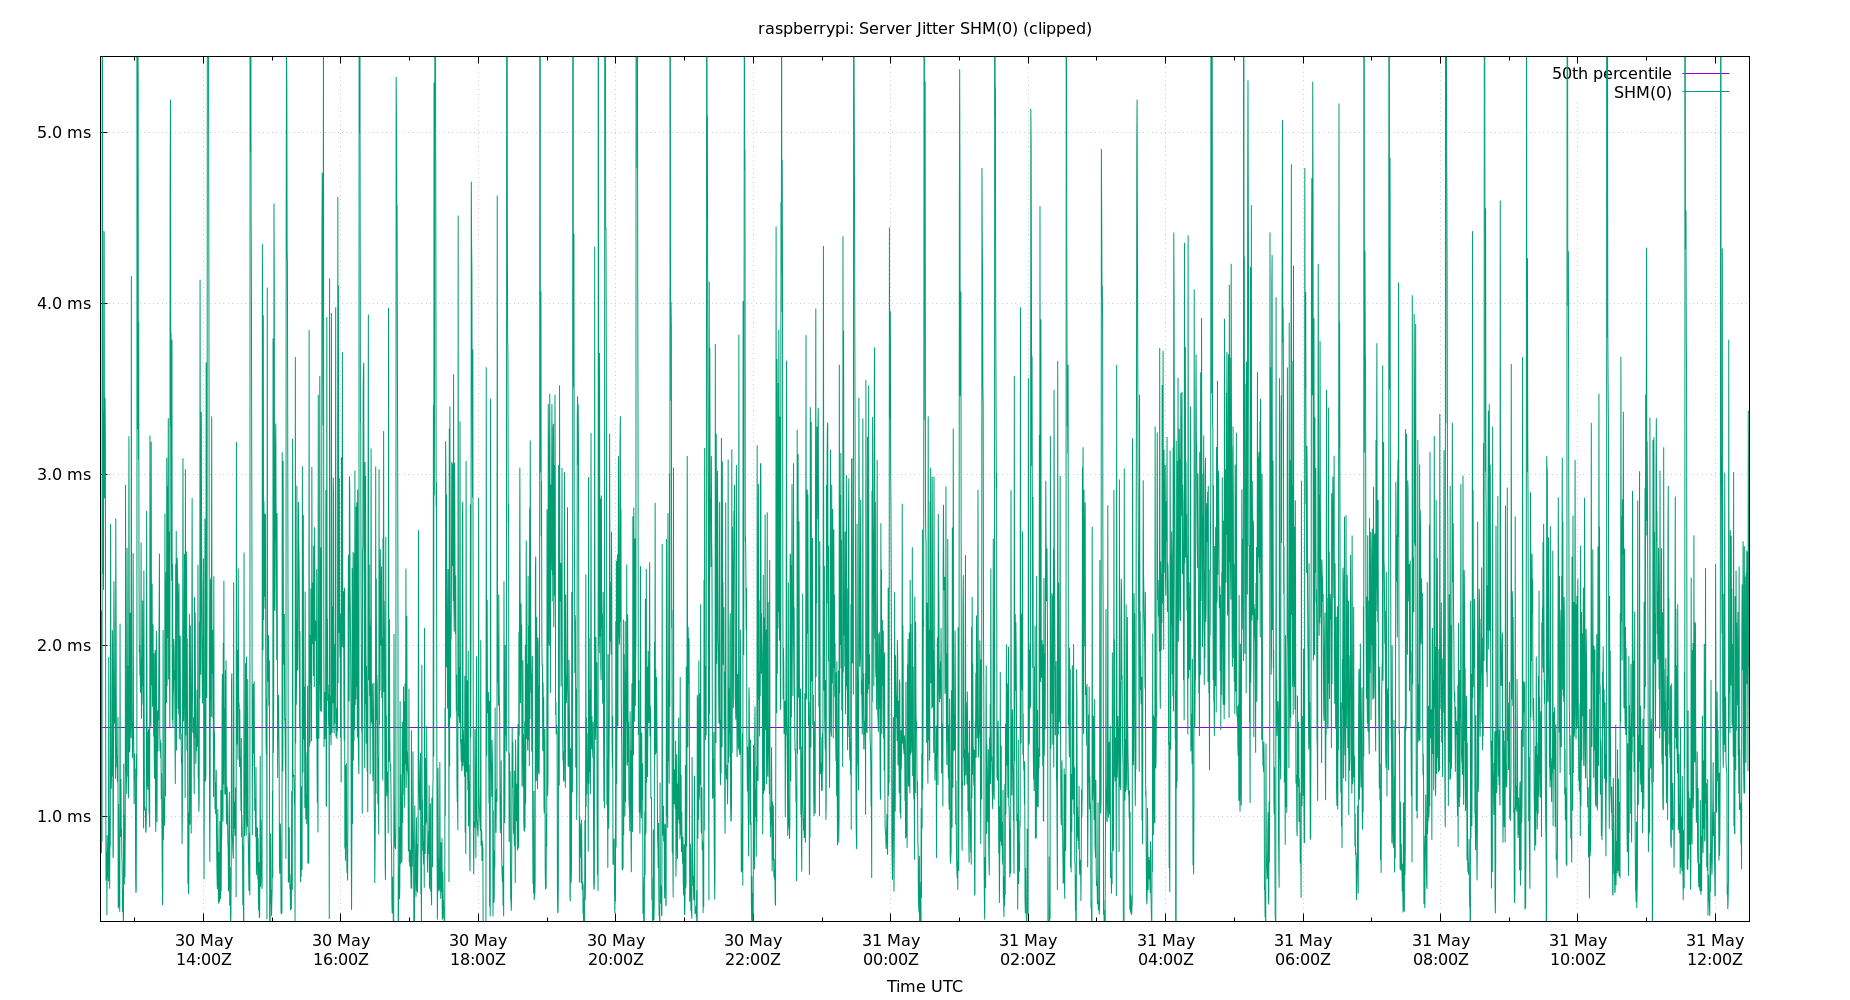 raspberrypi: Server Jitter SHM(0) (clipped)
50th percentile
SHM(0)
5.0 ms
4.0 ms
3.0 ms
2.0 ms
1.0 ms
30 May 30 May 30 May 30 May 30 May 31 May 31 May 31 May 31 May 31 May 31 May 31 May
14:00Z 16:00Z 18:00Z 20:00Z 22:00Z 00:00Z 02:00Z 04:00Z 06:00Z 08:00Z 10:00Z 12:00Z
Time UTC